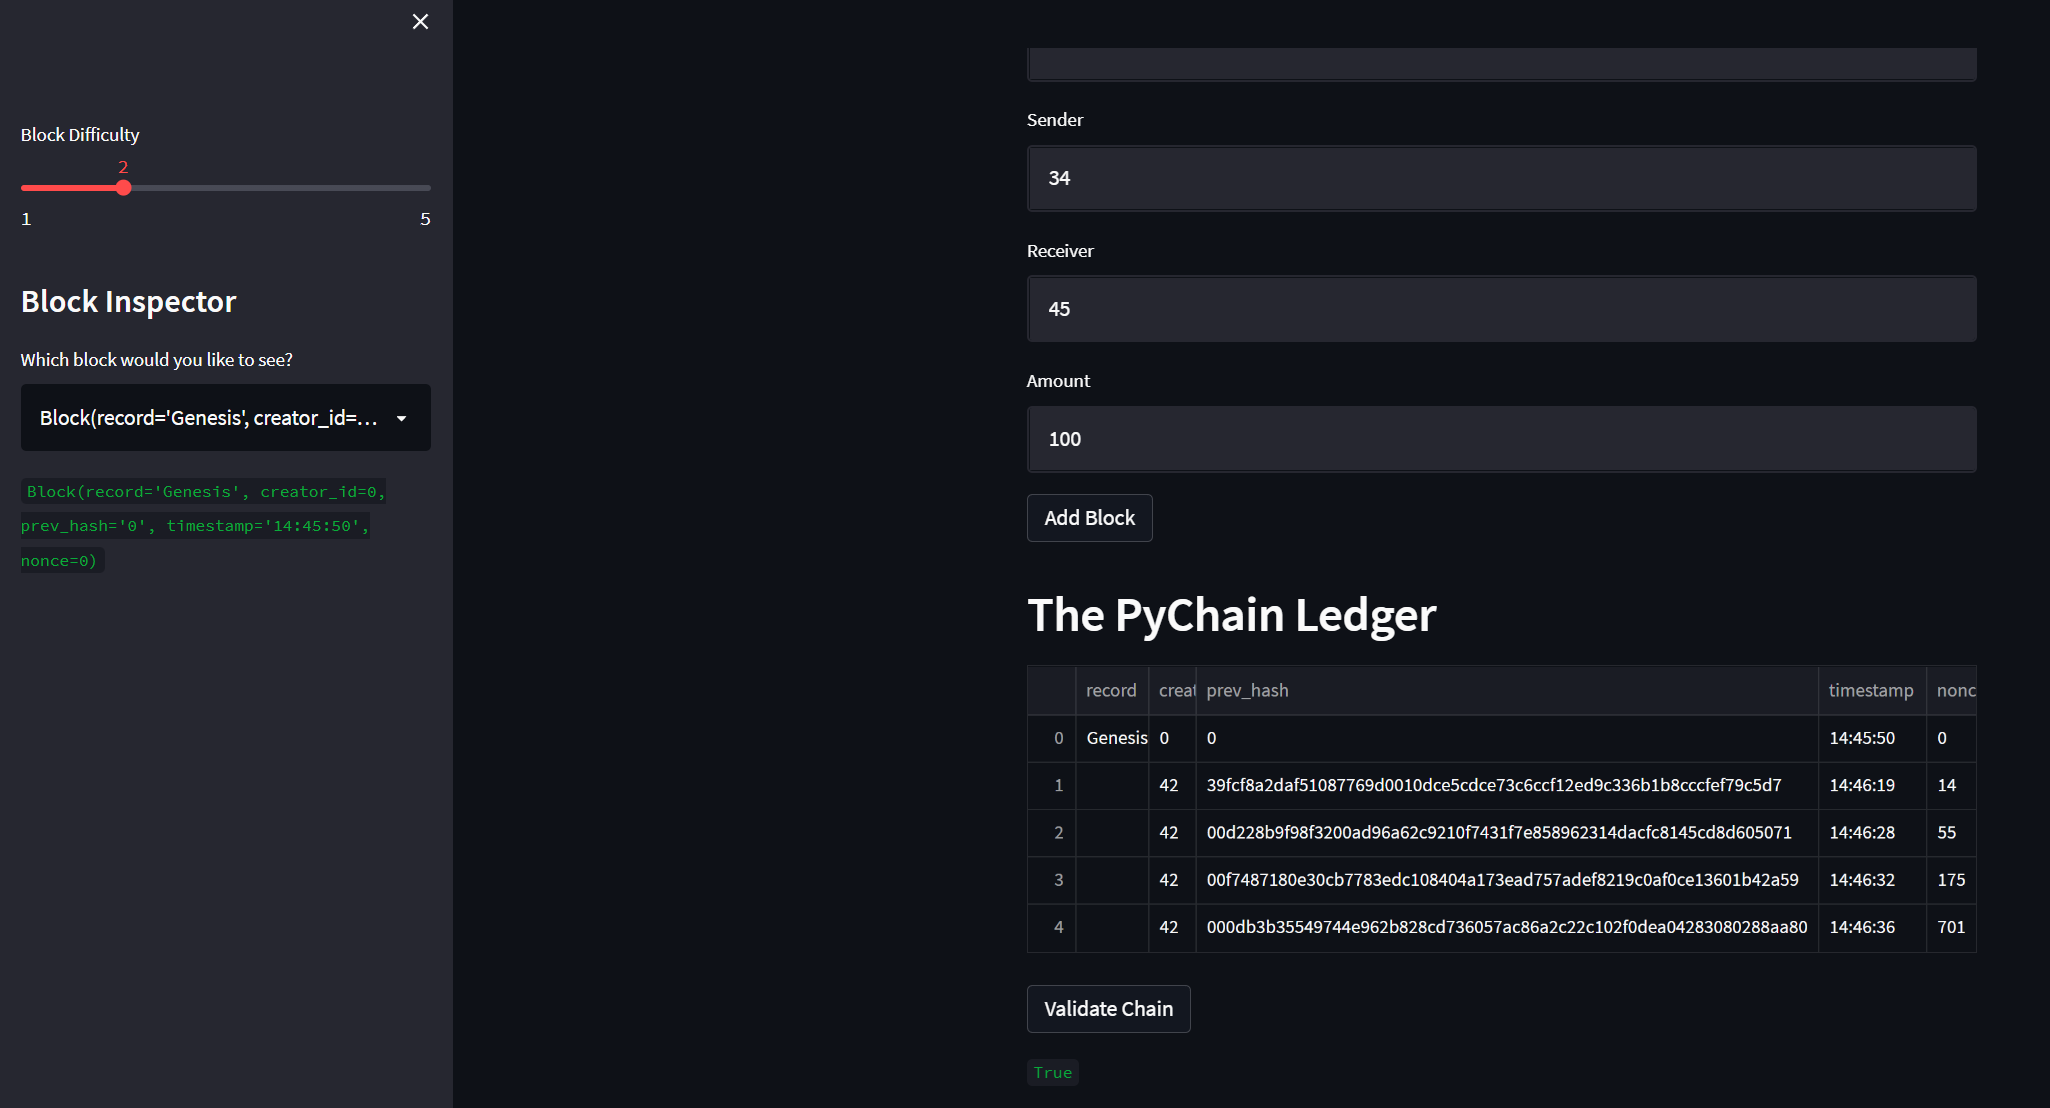 Block Difficulty
2
1 5
Block Inspector
Which block would you like to see?
Block(record='Genesis', creator_id=...
Block(record='Genesis', creator_id=0,
prev_hash='0', timestamp='14:45:50',
nonce=0)
Sender
34
Receiver
45
Amount
100
Add Block
The PyChain Ledger
record creat prev_hash timestamp nonc
0 Genesis 0 0 14:45:50 0
1 42 39fcf8a2daf51087769d0010dce5cdce73c6ccf12ed9c336b1b8cccfef79c5d7 14:46:19 14
2 42 00d228b9f98f3200ad96a62c9210f7431f7e858962314dacfc8145cd8d605071 14:46:28 55
3 42 00f7487180e30cb7783edc108404a173ead757adef8219c0af0ce13601b42a59 14:46:32 175
4 42 000db3b35549744e962b828cd736057ac86a2c22c102f0dea04283080288aa80 14:46:36 701
Validate Chain
True